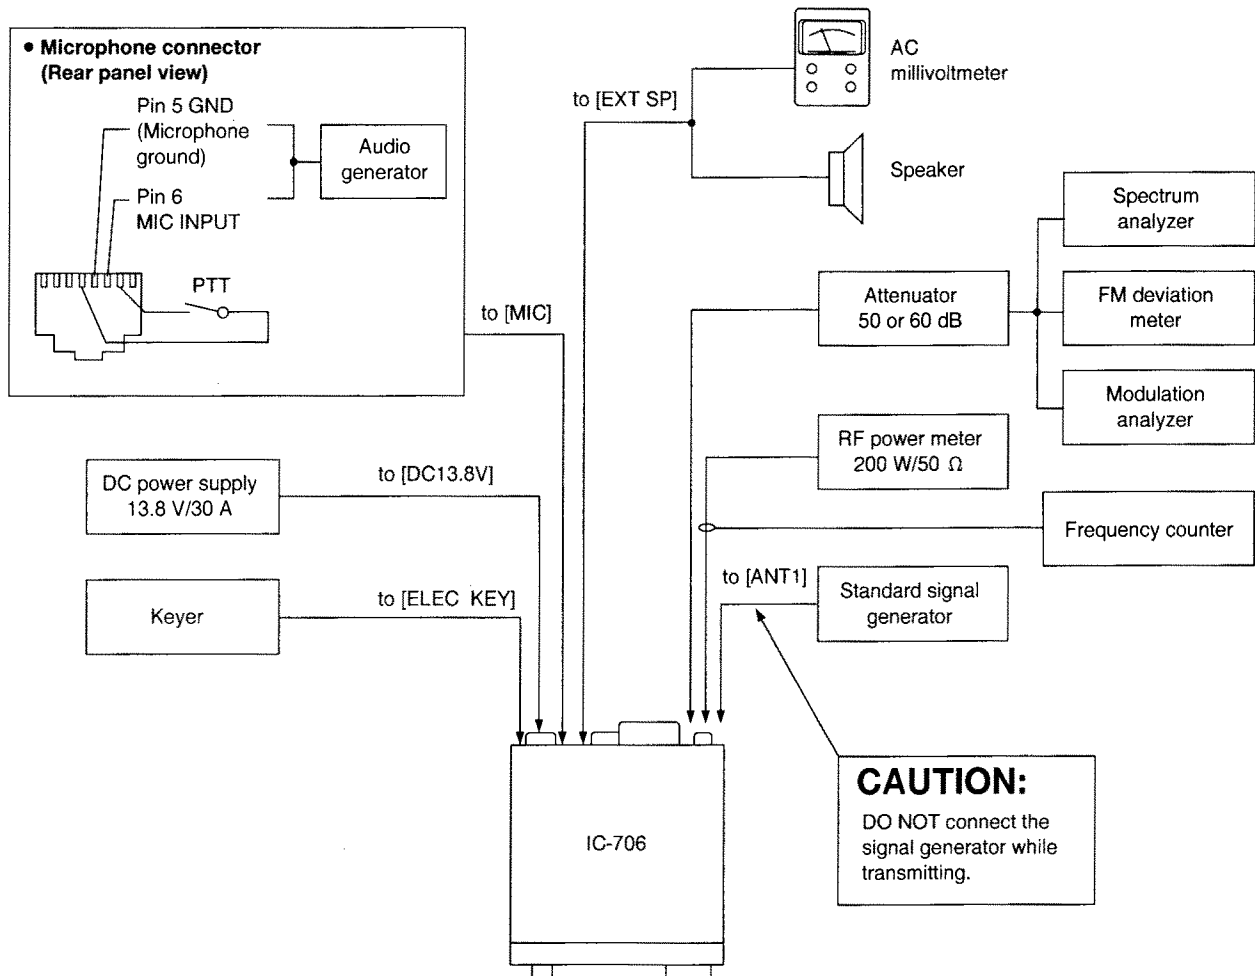 • Microphone connector
(Rear panel view)
Pin 5 GND
(Microphone
ground)
Pin 6
MIC INPUT
Audio
generator
PTT
to [MIC]
to [EXT SP]
AC
millivoltmeter
Speaker
Spectrum
analyzer
Attenuator
50 or 60 dB
FM deviation
meter
Modulation
analyzer
RF power meter
200 W/50 Ω
Frequency counter
DC power supply
13.8 V/30 A
to [DC13.8V]
Keyer
to [ELEC KEY]
to [ANT1]
Standard signal
generator
IC-706
CAUTION:
DO NOT connect the
signal generator while
transmitting.